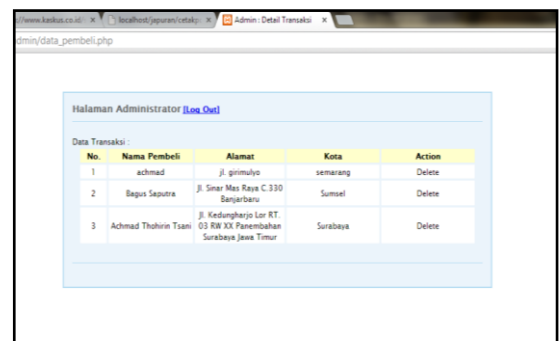 //www.kaskus.co.id/ localhost/japuran/cetakp Admin : Detail Transaksi
dmin/data_pembeli.php
Halaman Administrator [Log Out]
Data Transaksi :
No. Nama Pembeli Alamat Kota Action
1 achmad jl. girimulyo semarang Delete
2 Bagus Saputra Jl. Sinar Mas Raya C.330 Banjarbaru Sumsel Delete
3 Achmad Thohirin Tsani Jl. Kedungharjo Lor RT. 03 RW XX Panembahan Surabaya Jawa Timur Surabaya Delete